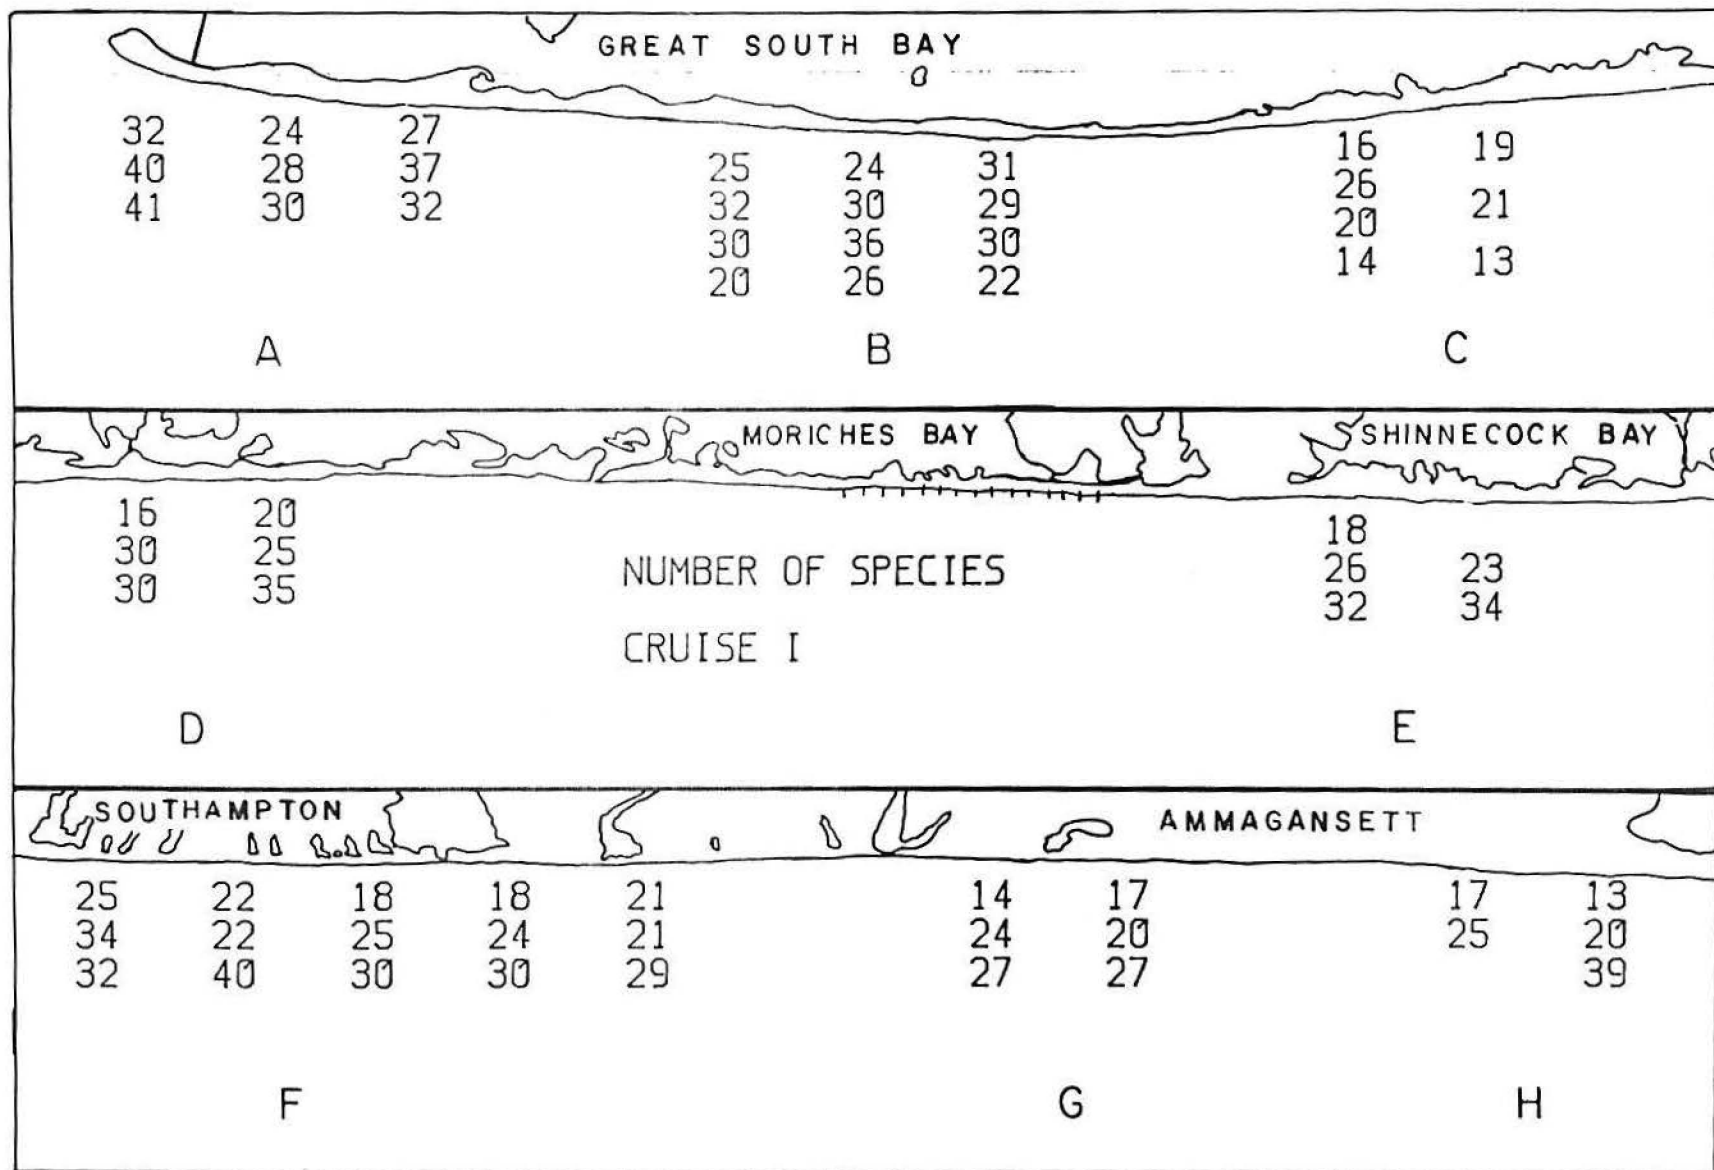 GREAT SOUTH BAY
32 24 27
40 28 37
41 30 32
25 24 31
32 30 29
30 36 30
20 26 22
16 19
26
20 21
14 13
A B C
MORICHES BAY
SHINNECOCK BAY
16 20
30 25
30 35
NUMBER OF SPECIES
CRUISE I
18
26 23
32 34
D E
SOUTHAMPTON
AMMAGANSETT
25 22 18 18 21
34 22 25 24 21
32 40 30 30 29
14 17
24 20
27 27
17 13
25 20
39
F G H